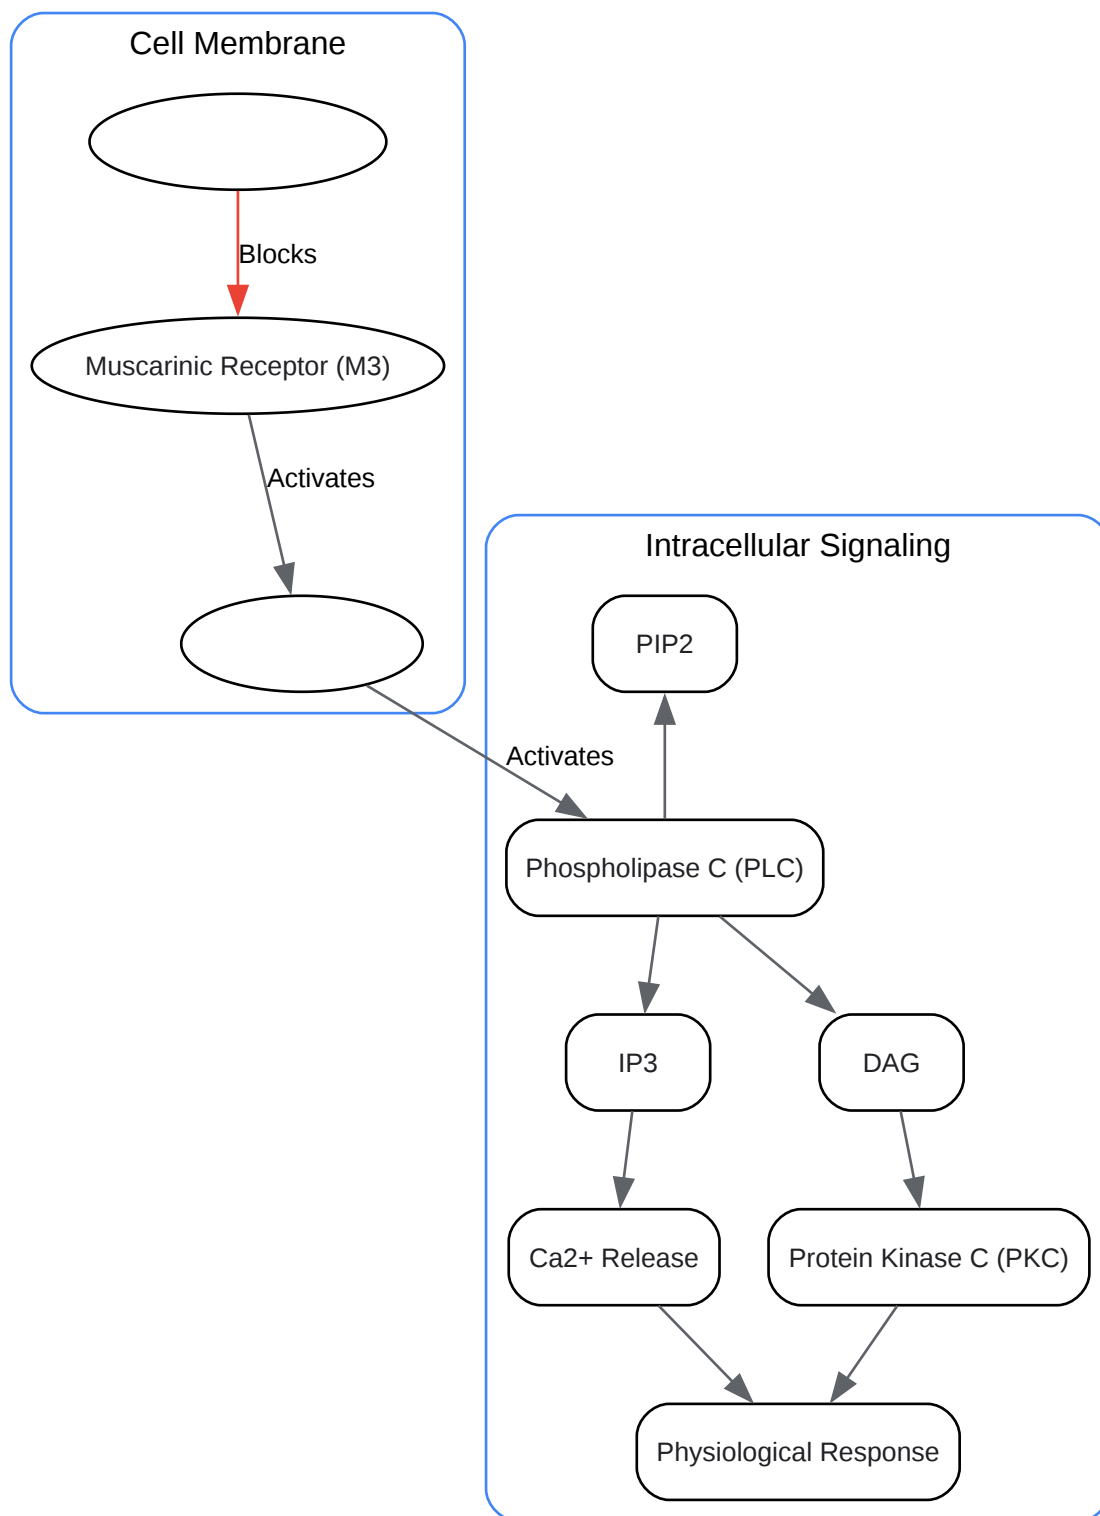 Cell Membrane
Blocks
Muscarinic Receptor (M3)
Activates
Intracellular Signaling
PIP2
Activates
Phospholipase C (PLC)
IP3
DAG
Ca2+ Release
Protein Kinase C (PKC)
Physiological Response